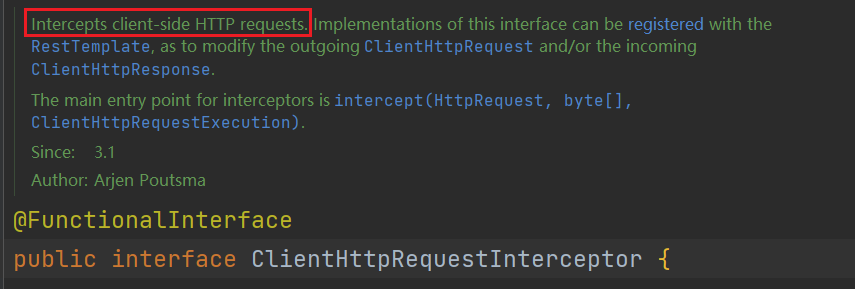 Intercepts client-side HTTP requests. Implementations of this interface can be registered with the
RestTemplate, as to modify the outgoing ClientHttpRequest and/or the incoming
ClientHttpResponse.
The main entry point for interceptors is intercept(HttpRequest, byte[],
ClientHttpRequestExecution).
Since: 3.1
Author: Arjen Poutsma
@FunctionalInterface
public interface ClientHttpRequestInterceptor {